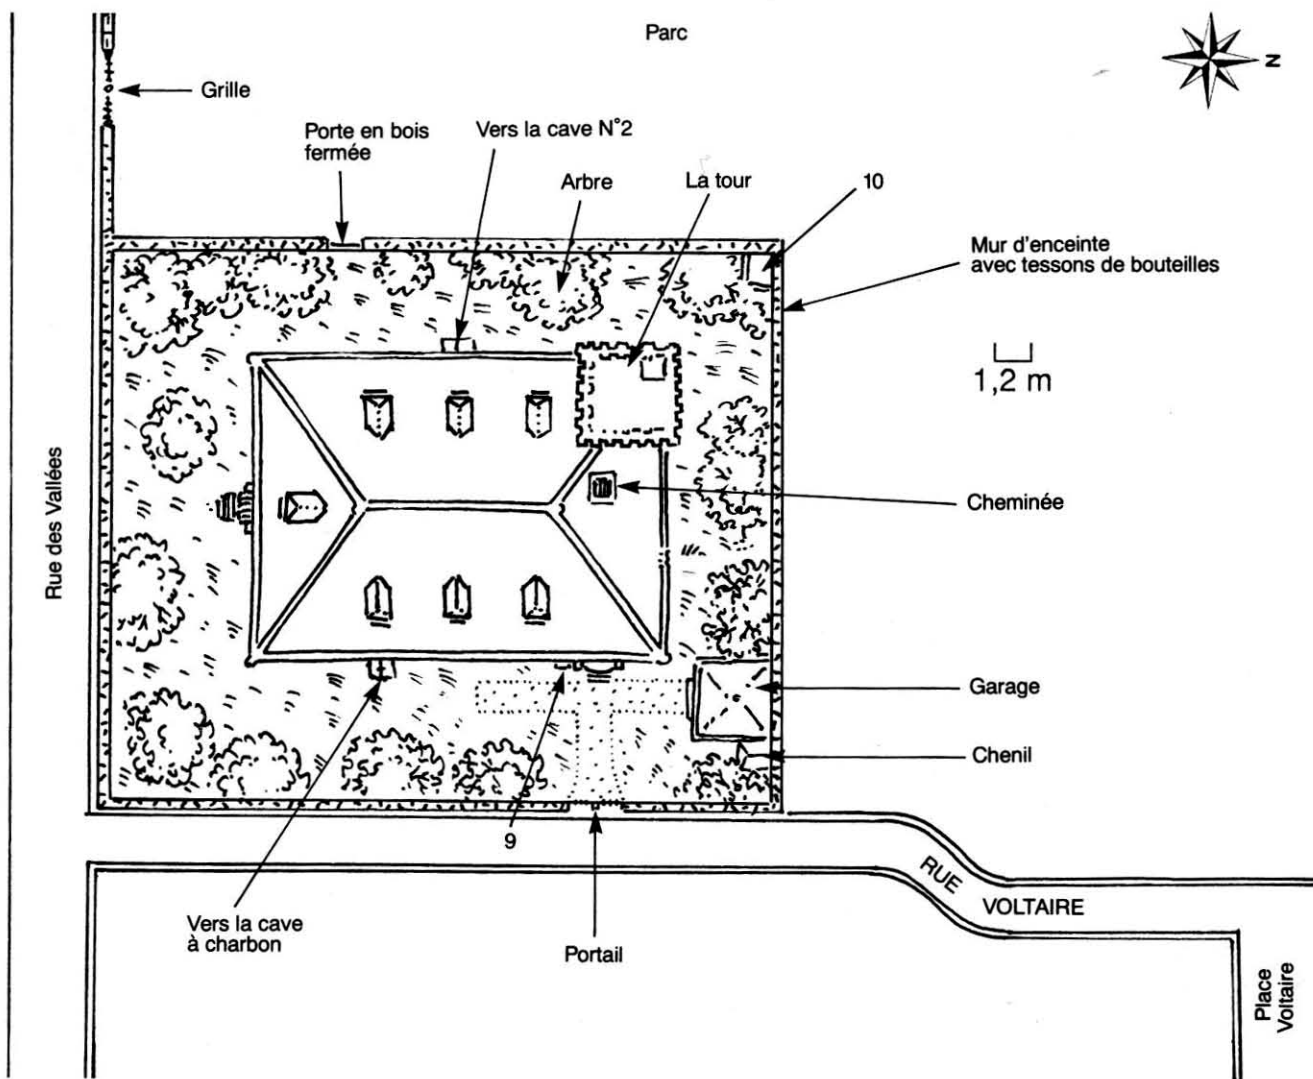 Parc
N
Grille
Porte en bois
fermée
Vers la cave N°2
Arbre
La tour
10
Mur d'enceinte
avec tessons de bouteilles
1,2 m
Cheminée
Rue des Vallées
Garage
Chenil
9
RUE
VOLTAIRE
Vers la cave
à charbon
Portail
Place
Voltaire